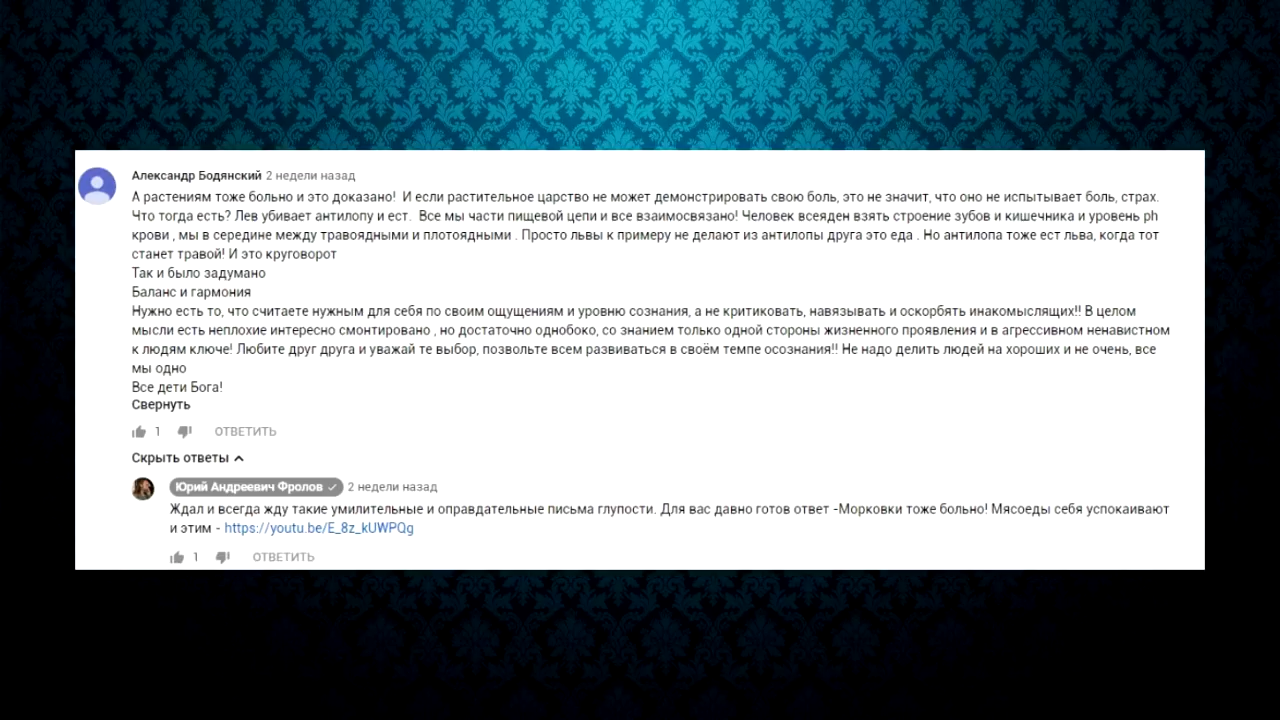 Александр Бодянский 2 недели назад
А растениям тоже больно и это доказано!  И если растительное царство не может демонстрировать свою боль, это не значит, что оно не испытывает боль, страх.
Что тогда есть? Лев убивает антилопу и ест.  Все мы части пищевой цепи и все взаимосвязано! Человек всеяден взять строение зубов и кишечника и уровень ph
крови , мы в середине между травоядными и плотоядными . Просто львы к примеру не делают из антилопы друга это еда . Но антилопа тоже ест льва, когда тот
станет травой! И это круговорот
Так и было задумано
Баланс и гармония
Нужно есть то, что считаете нужным для себя по своим ощущениям и уровню сознания, а не критиковать, навязывать и оскорбять инакомыслящих!! В целом
мысли есть неплохие интересно смонтировано , но достаточно однобоко, со знанием только одной стороны жизненного проявления и в агрессивном ненавистном
к людям ключе! Любите друг друга и уважай те выбор, позвольте всем развиваться в своём темпе осознания!! Не надо делить людей на хороших и не очень, все
мы одно
Все дети Бога!
Свернуть
1 ОТВЕТИТЬ
Скрыть ответы
Юрий Андреевич Фролов 2 недели назад
Ждал и всегда жду такие умилительные и оправдательные письма глупости. Для вас давно готов ответ -Морковки тоже больно! Мясоеды себя успокаивают
и этим - https://youtu.be/E_8z_kUWPQg
1 ОТВЕТИТЬ